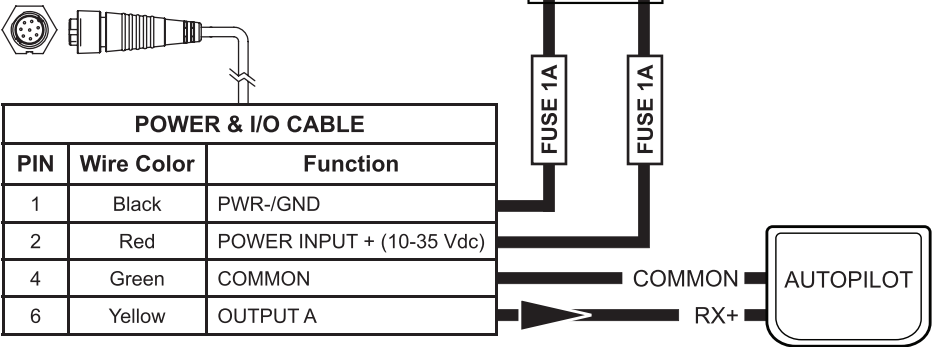 FUSE 1A
FUSE 1A
POWER & I/O CABLE
PIN Wire Color Function
1 Black PWR-/GND
2 Red POWER INPUT + (10-35 Vdc)
4 Green COMMON
COMMON
AUTOPILOT
6 Yellow OUTPUT A
RX+